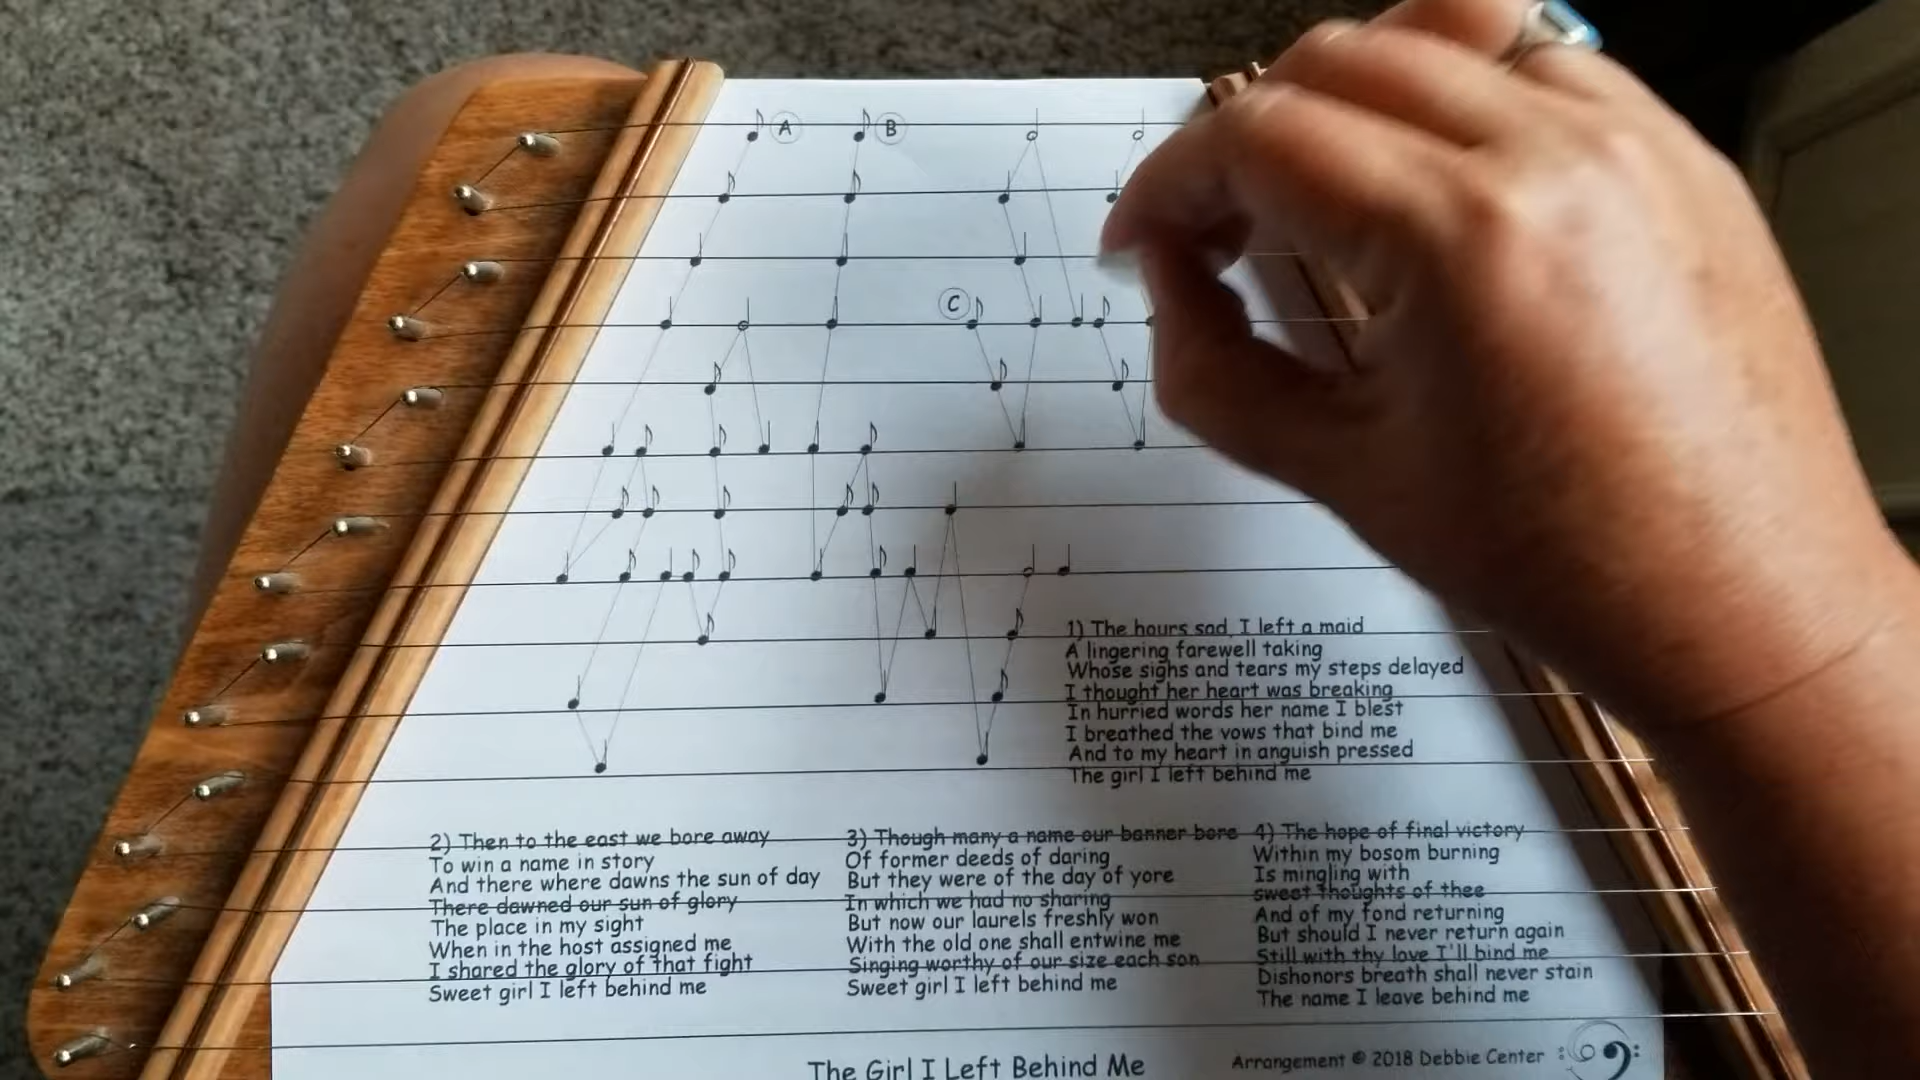 A
B
C
1) The hours sad I left a maid
A lingering farewell taking
Whose sighs and tears my steps delayed
I thought her heart was breaking
In hurried words her name I blest
I breathed the vows that bind me
And to my heart in anguish pressed
The girl I left behind me
2) Then to the east we bore away
To win a name in story
And there where dawns the sun of day
There dawned our sun of glory
The place in my sight
When in the host assigned me
I shared the glory of that fight
Sweet girl I left behind me
3) Though many a name our banner bore
Of former deeds of daring
But they were of the day of yore
In which we had no sharing
But now our laurels freshly won
With the old one shall entwine me
Singing worthy of our size each son
Sweet girl I left behind me
4) The hope of final victory
Within my bosom burning
Is mingling with
sweet thoughts of thee
And of my fond returning
But should I never return again
Still with thy love I'll bind me
Dishonors breath shall never stain
The name I leave behind me
The Girl I Left Behind Me
Arrangement © 2018 Debbie Center